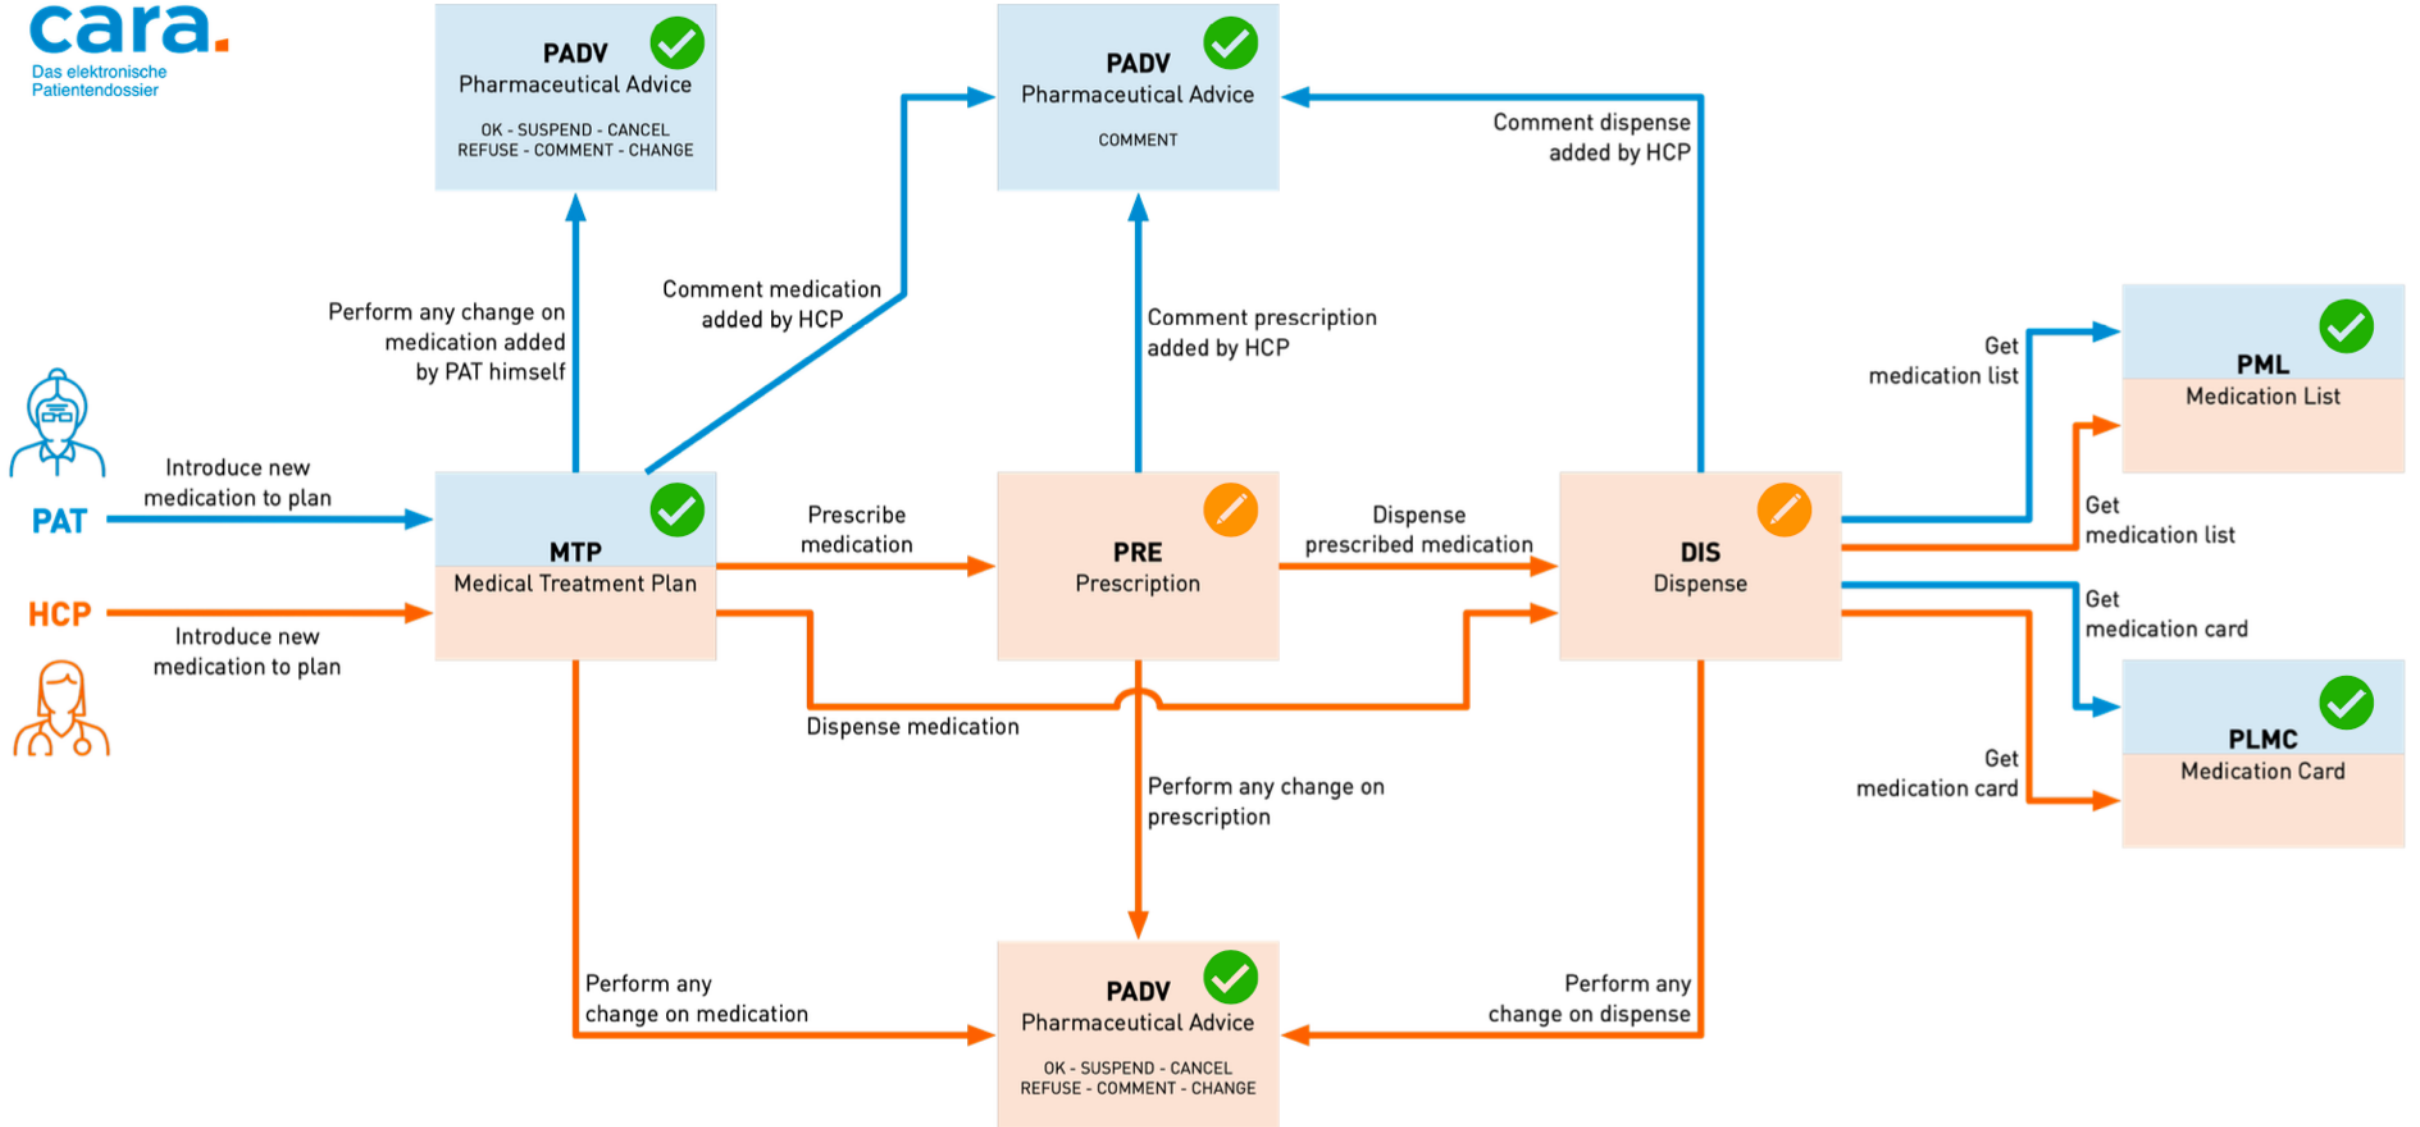 cara.
Das elektronische
Patientendossier
PADV
Pharmaceutical Advice
OK - SUSPEND - CANCEL
REFUSE - COMMENT - CHANGE
PADV
Pharmaceutical Advice
COMMENT
Comment dispense
added by HCP
Perform any change on
medication added
by PAT himself
Comment medication
added by HCP
Comment prescription
added by HCP
Get
medication list
PML
Medication List
PAT
Introduce new
medication to plan
HCP
Introduce new
medication to plan
MTP
Medical Treatment Plan
Prescribe
medication
PRE
Prescription
Dispense
prescribed medication
DIS
Dispense
Get
medication list
Get
medication card
Dispense medication
Get
medication card
PLMC
Medication Card
Perform any change on
prescription
Perform any
change on medication
PADV
Pharmaceutical Advice
OK - SUSPEND - CANCEL
REFUSE - COMMENT - CHANGE
Perform any
change on dispense